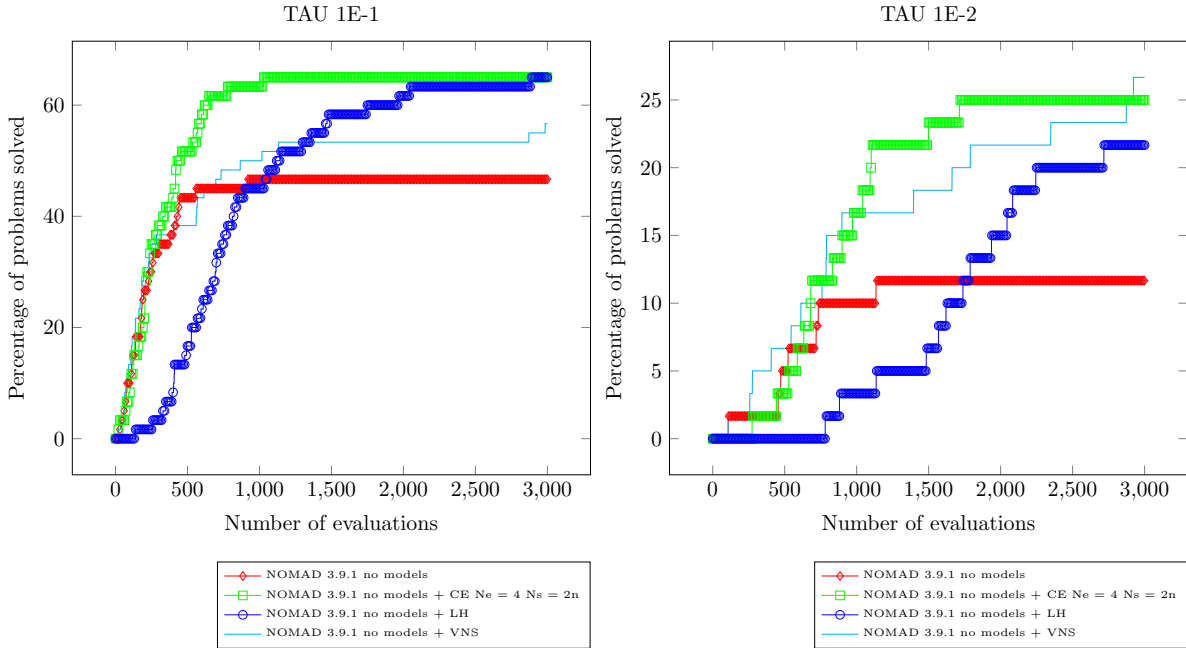 TAU 1E-1
Percentage of problems solved
60
40
20
0
0 500 1,000 1,500 2,000 2,500 3,000
Number of evaluations
NOMAD 3.9.1 no models
NOMAD 3.9.1 no models + CE Ne = 4 Ns = 2n
NOMAD 3.9.1 no models + LH
NOMAD 3.9.1 no models + VNS
TAU 1E-2
Percentage of problems solved
25
20
15
10
5
0
0 500 1,000 1,500 2,000 2,500 3,000
Number of evaluations
NOMAD 3.9.1 no models
NOMAD 3.9.1 no models + CE Ne = 4 Ns = 2n
NOMAD 3.9.1 no models + LH
NOMAD 3.9.1 no models + VNS